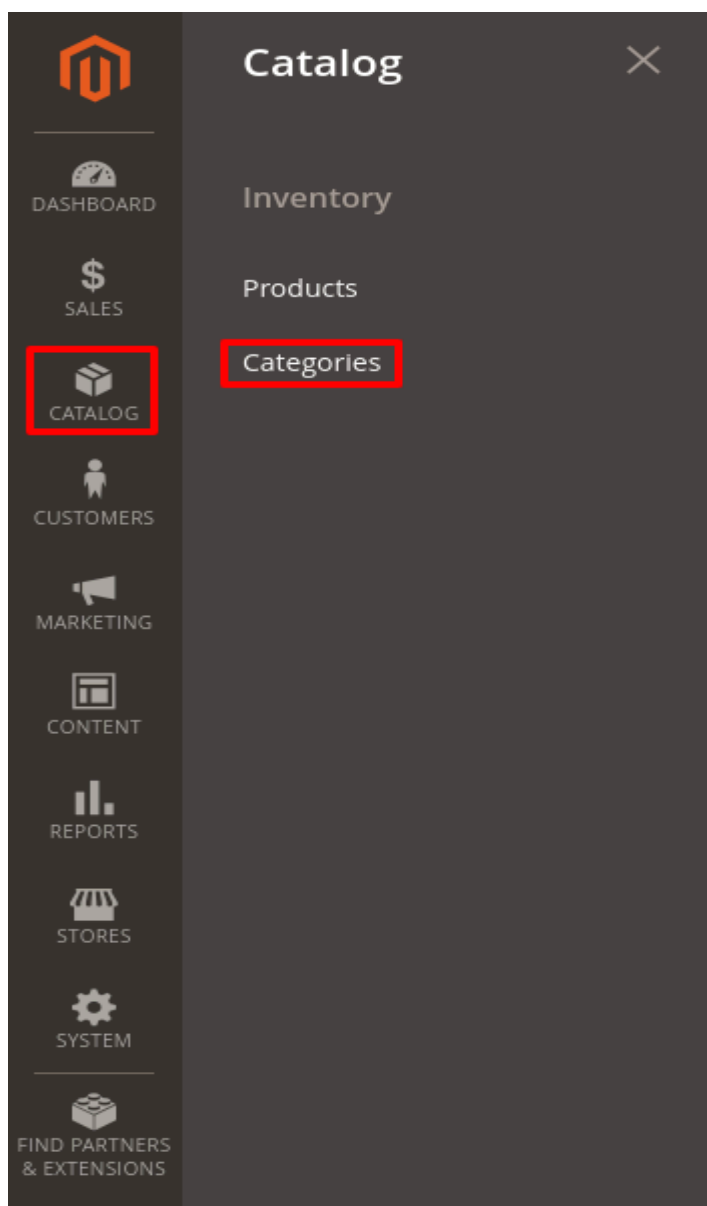 Catalog
DASHBOARD
SALES
CATALOG
CUSTOMERS
MARKETING
CONTENT
REPORTS
STORES
SYSTEM
FIND PARTNERS
& EXTENSIONS
Inventory
Products
Categories